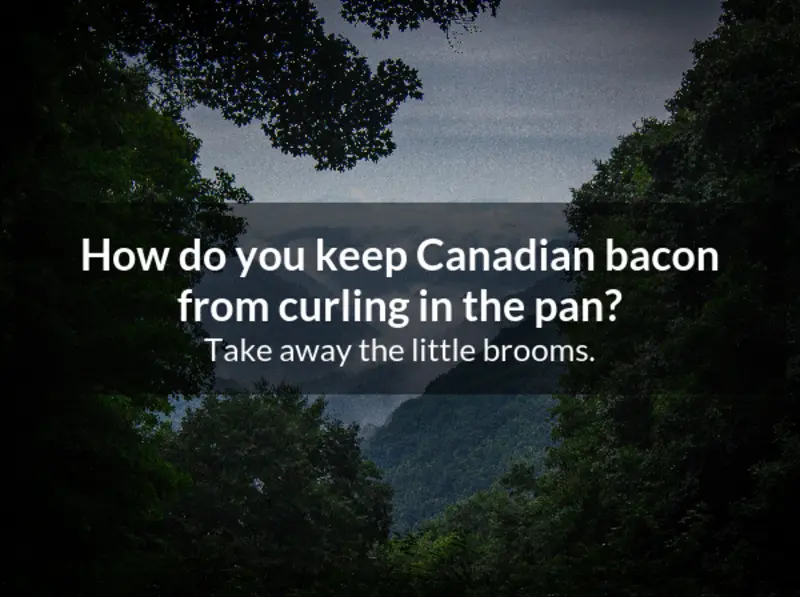 How do you keep Canadian bacon
from curling in the pan?
Take away the little brooms.